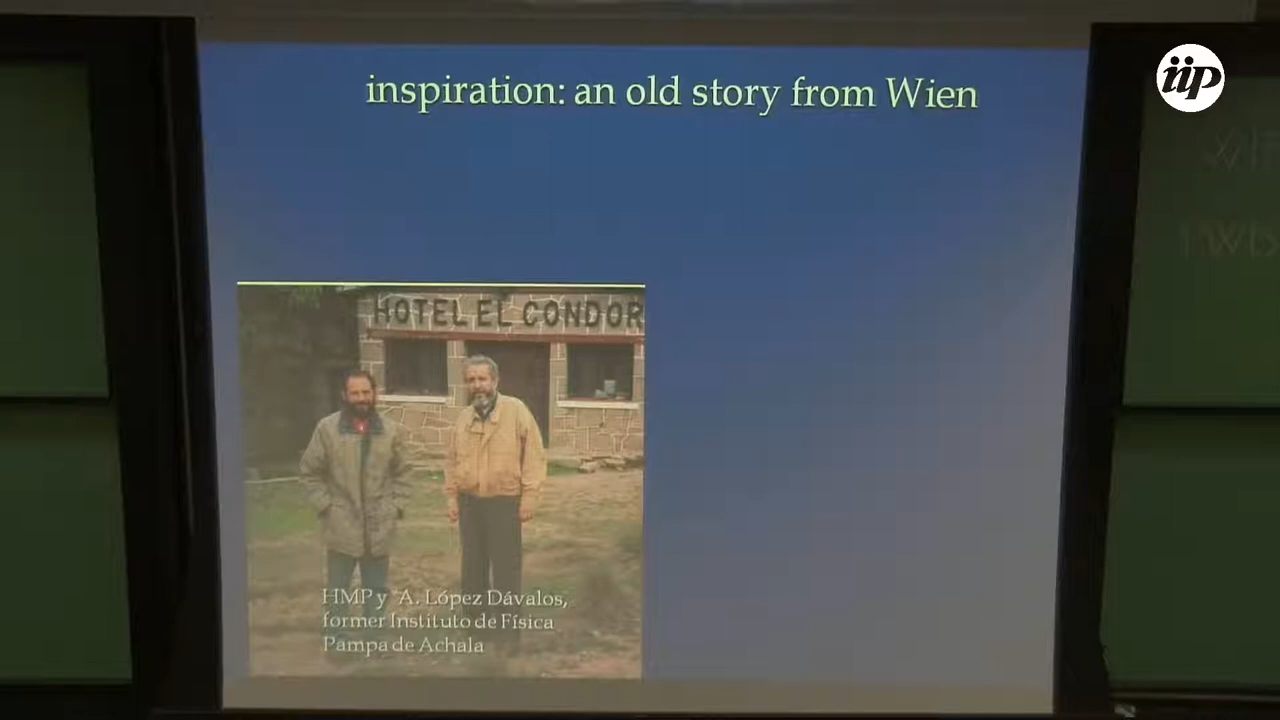 inspiration: an old story from Wien
iip
HOTEL EL CONDOR
HMP y A. López Dávalos,
former Instituto de Física
Pampa de Achala